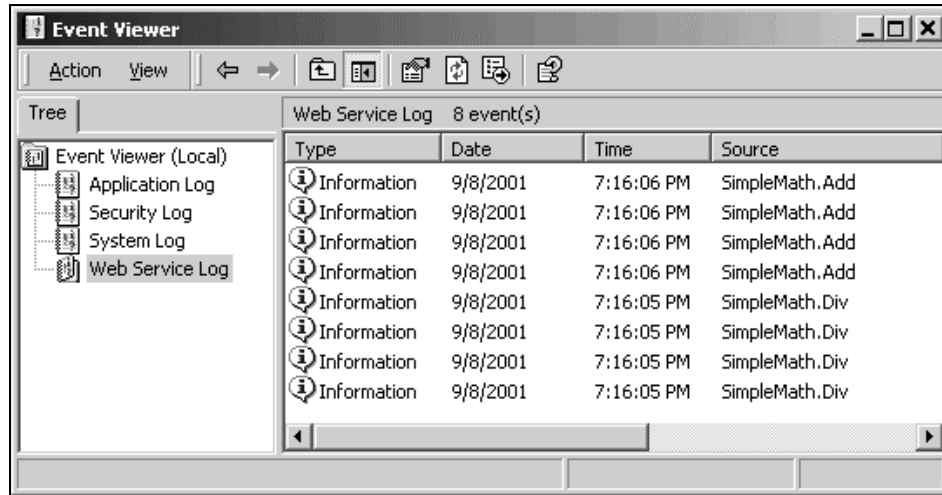 Event Viewer
Action View
Tree
Web Service Log 8 event(s)
Event Viewer (Local)
Application Log
Security Log
System Log
Web Service Log
Type Date Time Source
Information 9/8/2001 7:16:06 PM SimpleMath.Add
Information 9/8/2001 7:16:06 PM SimpleMath.Add
Information 9/8/2001 7:16:06 PM SimpleMath.Add
Information 9/8/2001 7:16:06 PM SimpleMath.Add
Information 9/8/2001 7:16:05 PM SimpleMath.Div
Information 9/8/2001 7:16:05 PM SimpleMath.Div
Information 9/8/2001 7:16:05 PM SimpleMath.Div
Information 9/8/2001 7:16:05 PM SimpleMath.Div